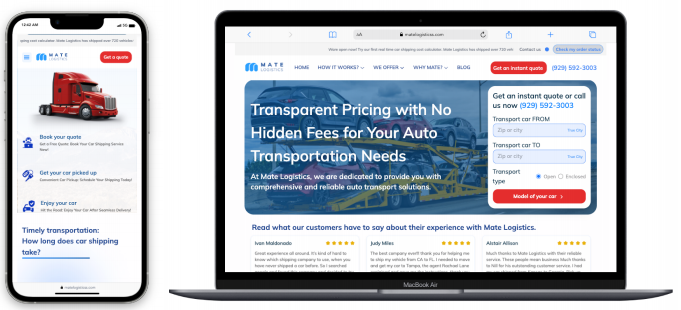 10:42 AM
76%
ping cost calculator. Mate Logistics has shipped over 730 vehicles
MATE
LOGISTICS
Get a quote
Book your quote
Get a Free Quote: Book Your Car Shipping Service
Now!
Get your car picked up
Convenient Car Pickup: Schedule Your Shipping Today!
Enjoy your car
Hit the Road: Enjoy Your Car After Seamless Delivery!
Timely transportation:
How long does car shipping
take?
matelogisticss.com
AA
matelogisticss.com
Were open now! Try our first real time car shipping cost calculator. Mate Logistics has shipped over 730 vehi
Contact us
Check my order status
MATE
LOGISTICS
HOME
HOW IT WORKS?
WE OFFER
WHY MATE?
BLOG
Get an instant quote
(929) 592-3003
Transparent Pricing with No
Hidden Fees for Your Auto
Transportation Needs
At Mate Logistics, we are dedicated to provide you with
comprehensive and reliable auto transport solutions.
Get an instant quote or call
us now (929) 592-3003
Transport car FROM
Zip or city
Transport car TO
Zip or city
Transport
type
Open
Enclosed
Model of your car
Read what our customers have to say about their experience with Mate Logistics.
Ivan Maldonado
Great experience all around. It's kind of hard to
know which shipping company to use, when you
have never shipped a car before. So I searched
Judy Miles
The best company ever!!! thank you for helping me
to ship my vehicle from CA to FL. I needed to move
and get my car to Tampa, the agent Rachael Lane
Alctair Allison
Much thanks to Mate Logistics with their reliable
service. These people mean business Much thanks
to Nill for his outstanding customer service. I had
MacBook Air